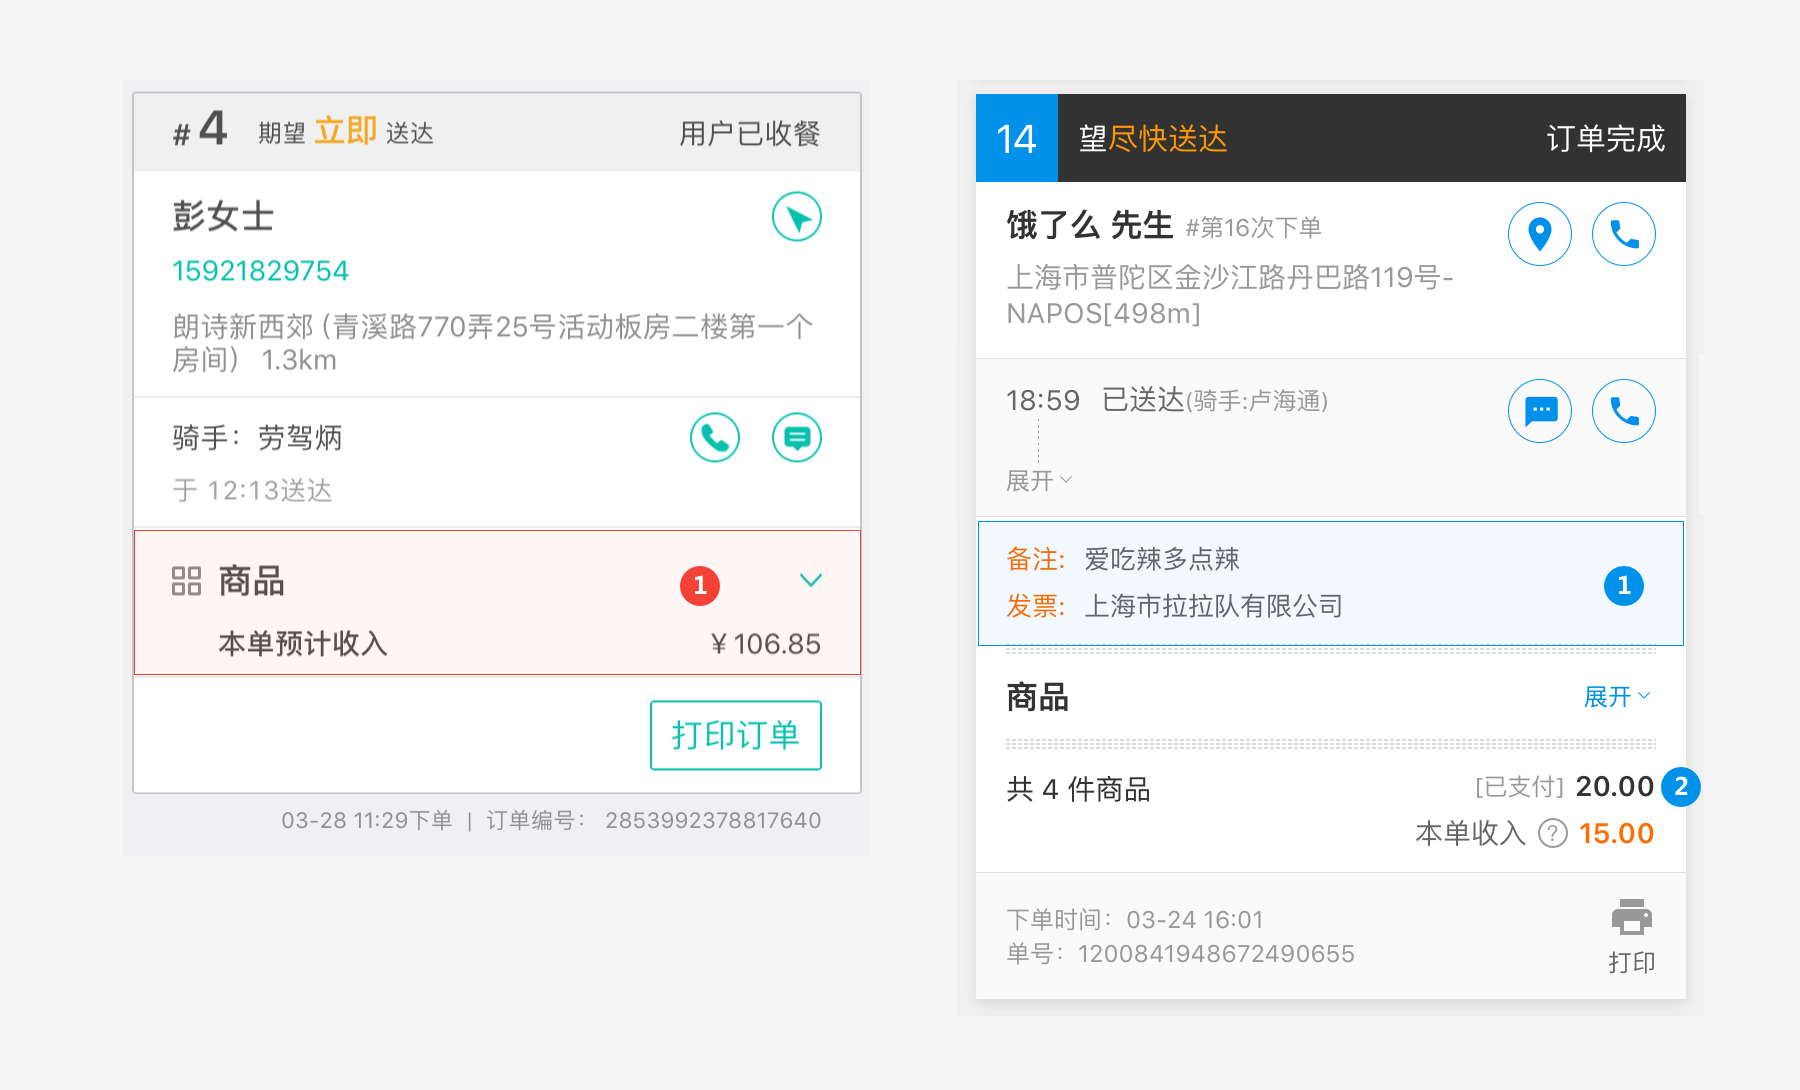 #4 期望 立即 送达 用户已收餐
彭女士
15921829754
朗诗新西郊 (青溪路770弄25号活动板房二楼第一个
房间） 1.3km
骑手：劳驾炳
于 12:13送达
商品 1
本单预计收入 ¥ 106.85
打印订单
03-28 11:29下单 | 订单编号： 2853992378817640
14 望尽快送达 订单完成
饿了么 先生 #第16次下单
上海市普陀区金沙江路丹巴路119号-
NAPOS[498m]
18:59 已送达(骑手:卢海通)
展开
备注: 爱吃辣多点辣
1
发票: 上海市拉拉队有限公司
商品 展开
共 4 件商品 [已支付] 20.00 2
本单收入 ? 15.00
下单时间：03-24 16:01
单号：1200841948672490655
打印